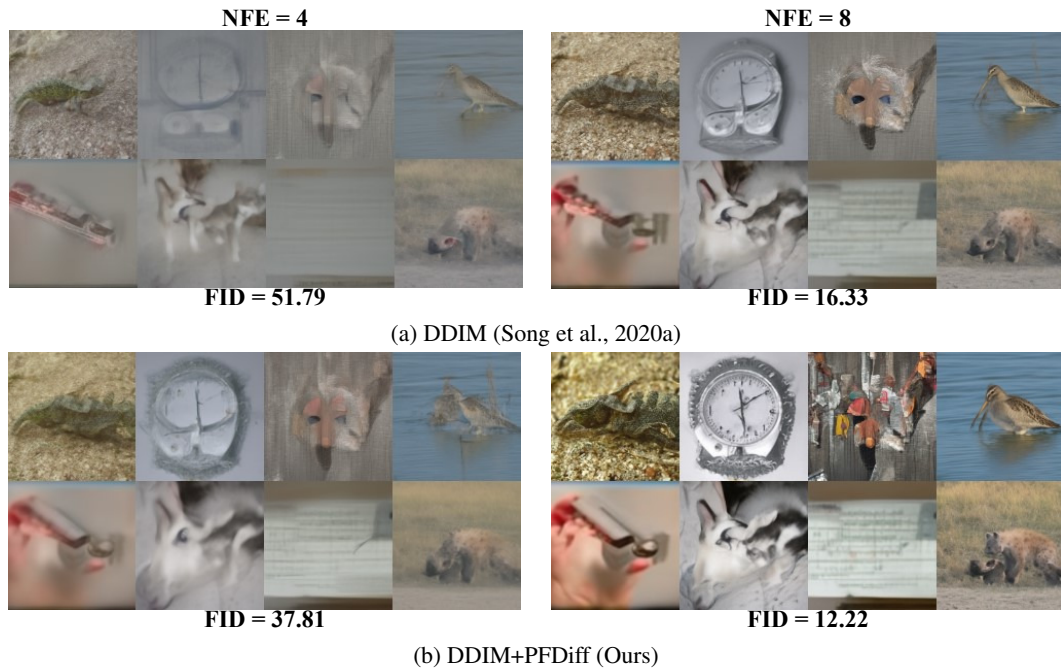 NFE = 4
NFE = 8
FID = 51.79
FID = 16.33
(a) DDIM (Song et al., 2020a)
FID = 37.81
FID = 12.22
(b) DDIM+PFDiff (Ours)